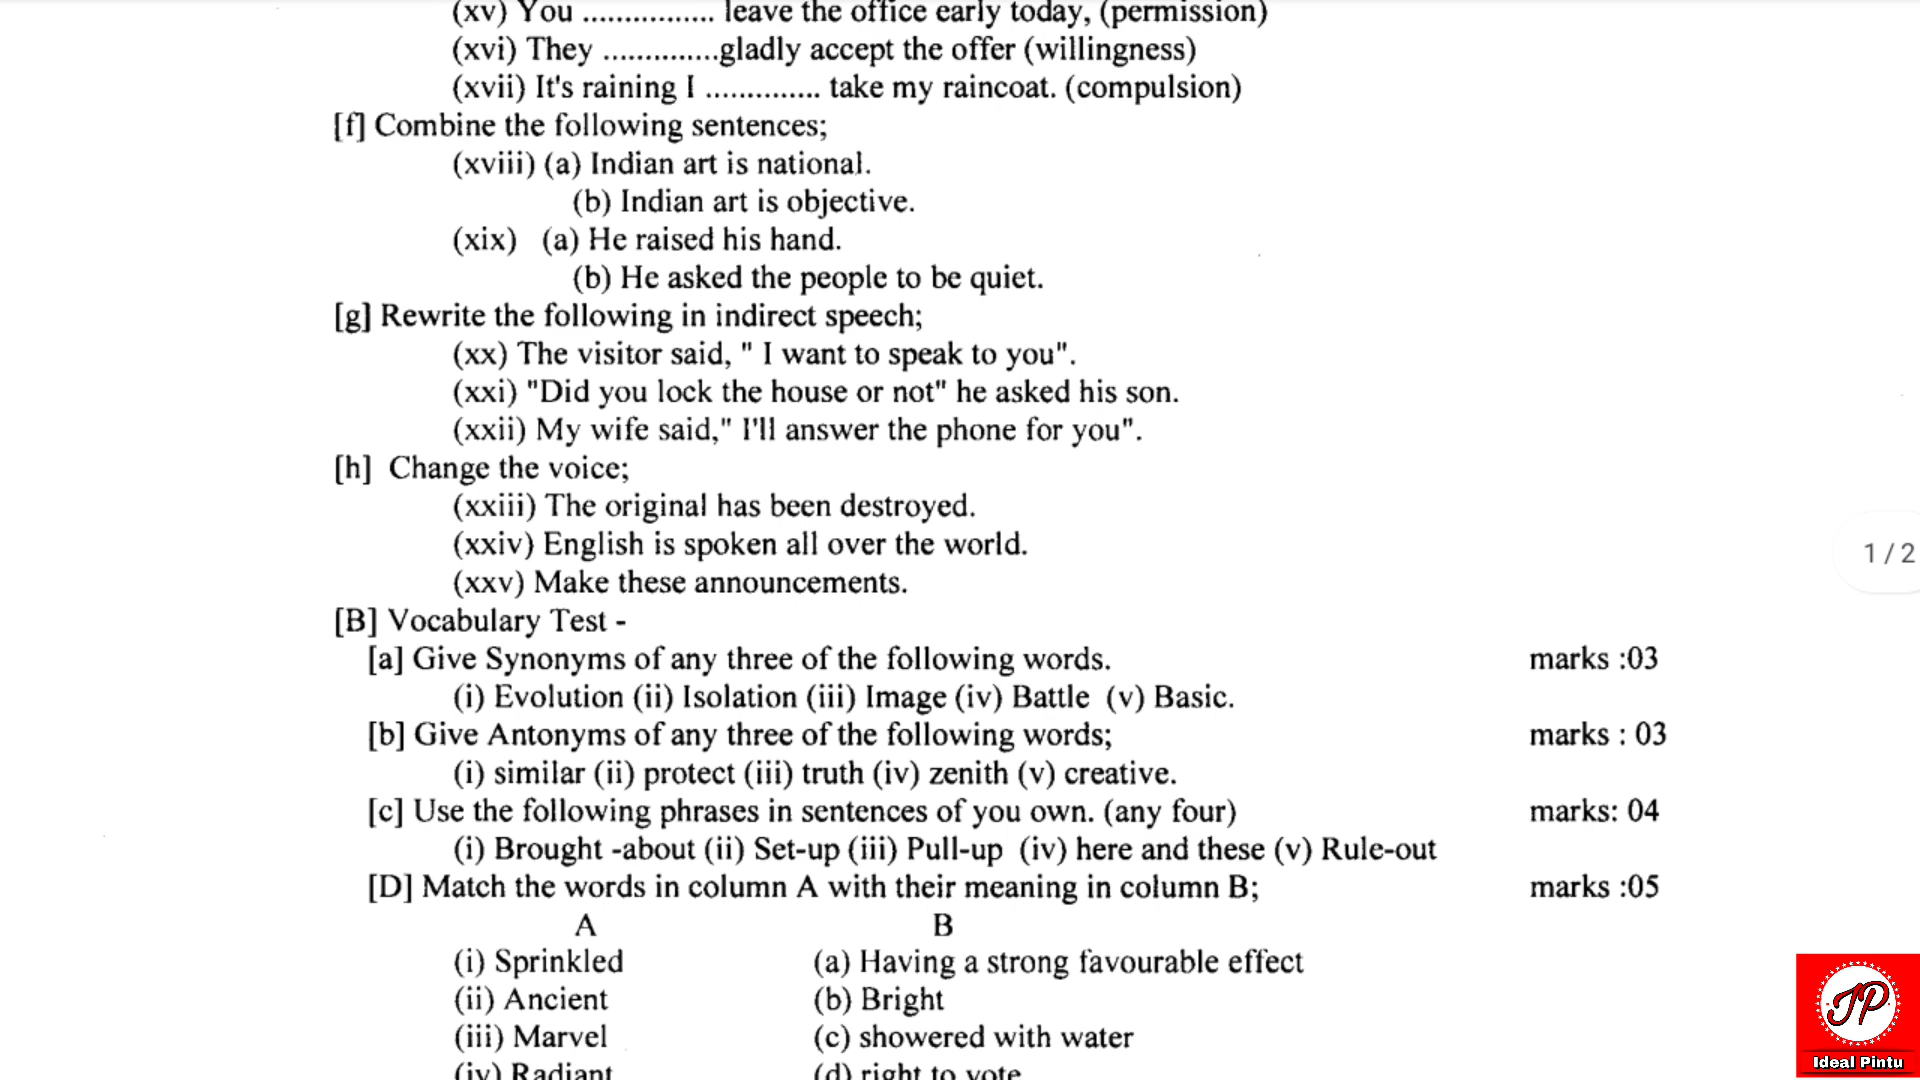 (xv) You ................ leave the office early today, (permission)
(xvi) They ..............gladly accept the offer (willingness)
(xvii) It's raining I .............. take my raincoat. (compulsion)
[f] Combine the following sentences;
(xviii) (a) Indian art is national.
(b) Indian art is objective.
(xix) (a) He raised his hand.
(b) He asked the people to be quiet.
[g] Rewrite the following in indirect speech;
(xx) The visitor said, " I want to speak to you".
(xxi) "Did you lock the house or not" he asked his son.
(xxii) My wife said," I'll answer the phone for you".
[h] Change the voice;
(xxiii) The original has been destroyed.
(xxiv) English is spoken all over the world.
(xxv) Make these announcements.
1 / 2
[B] Vocabulary Test -
[a] Give Synonyms of any three of the following words. marks :03
(i) Evolution (ii) Isolation (iii) Image (iv) Battle (v) Basic.
[b] Give Antonyms of any three of the following words; marks : 03
(i) similar (ii) protect (iii) truth (iv) zenith (v) creative.
[c] Use the following phrases in sentences of you own. (any four) marks: 04
(i) Brought -about (ii) Set-up (iii) Pull-up (iv) here and these (v) Rule-out
[D] Match the words in column A with their meaning in column B; marks :05
A B
(i) Sprinkled (a) Having a strong favourable effect
(ii) Ancient (b) Bright
(iii) Marvel (c) showered with water
(iv) Radiant (d) right to vote
JP
Ideal Pintu